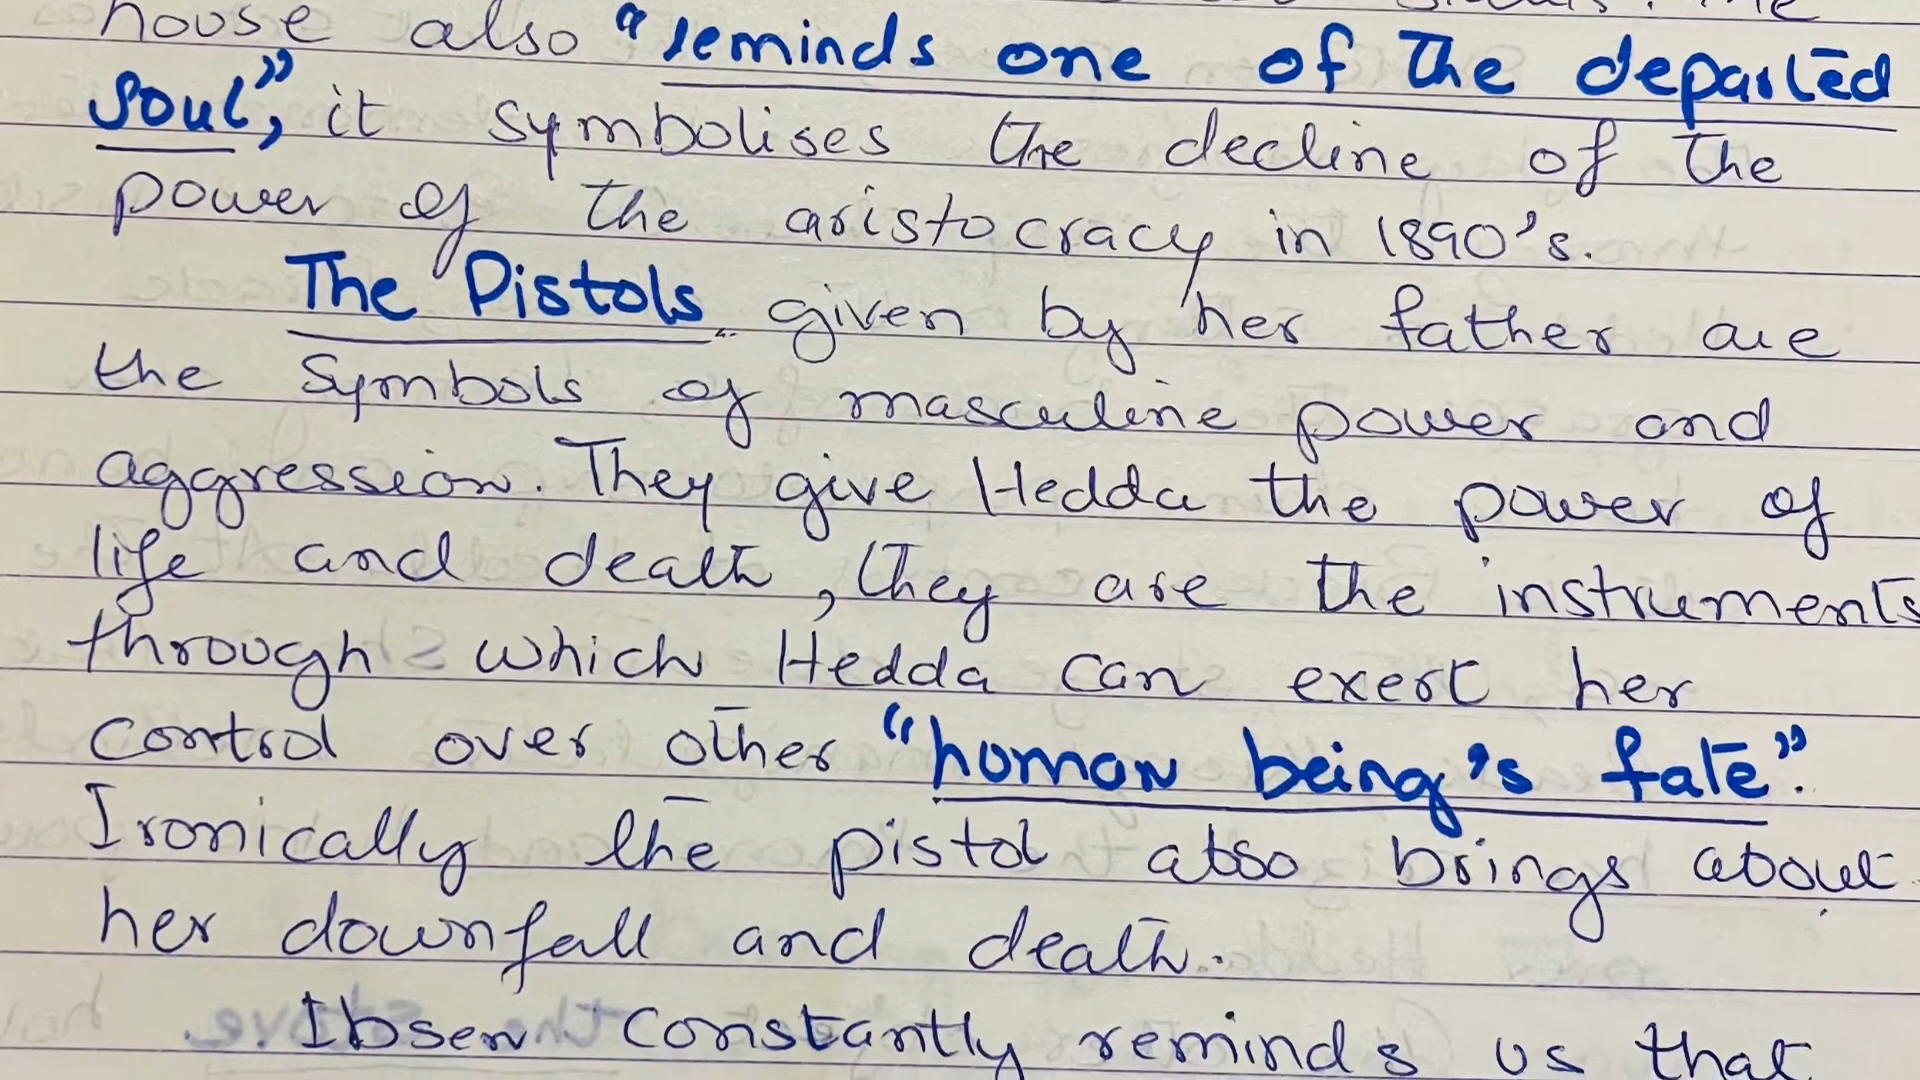 house also "reminds one of the departed
soul", it symbolises the decline of the
power of the aristocracy in 1890's.
The Pistols given by her father are
the Symbols of masculine power and
aggression. They give Hedda the power of
life and death, they are the instruments
through which Hedda can exert her
control over other "human being's fate".
Ironically the pistol also brings about
her downfall and death.
Ibsen constantly reminds us that